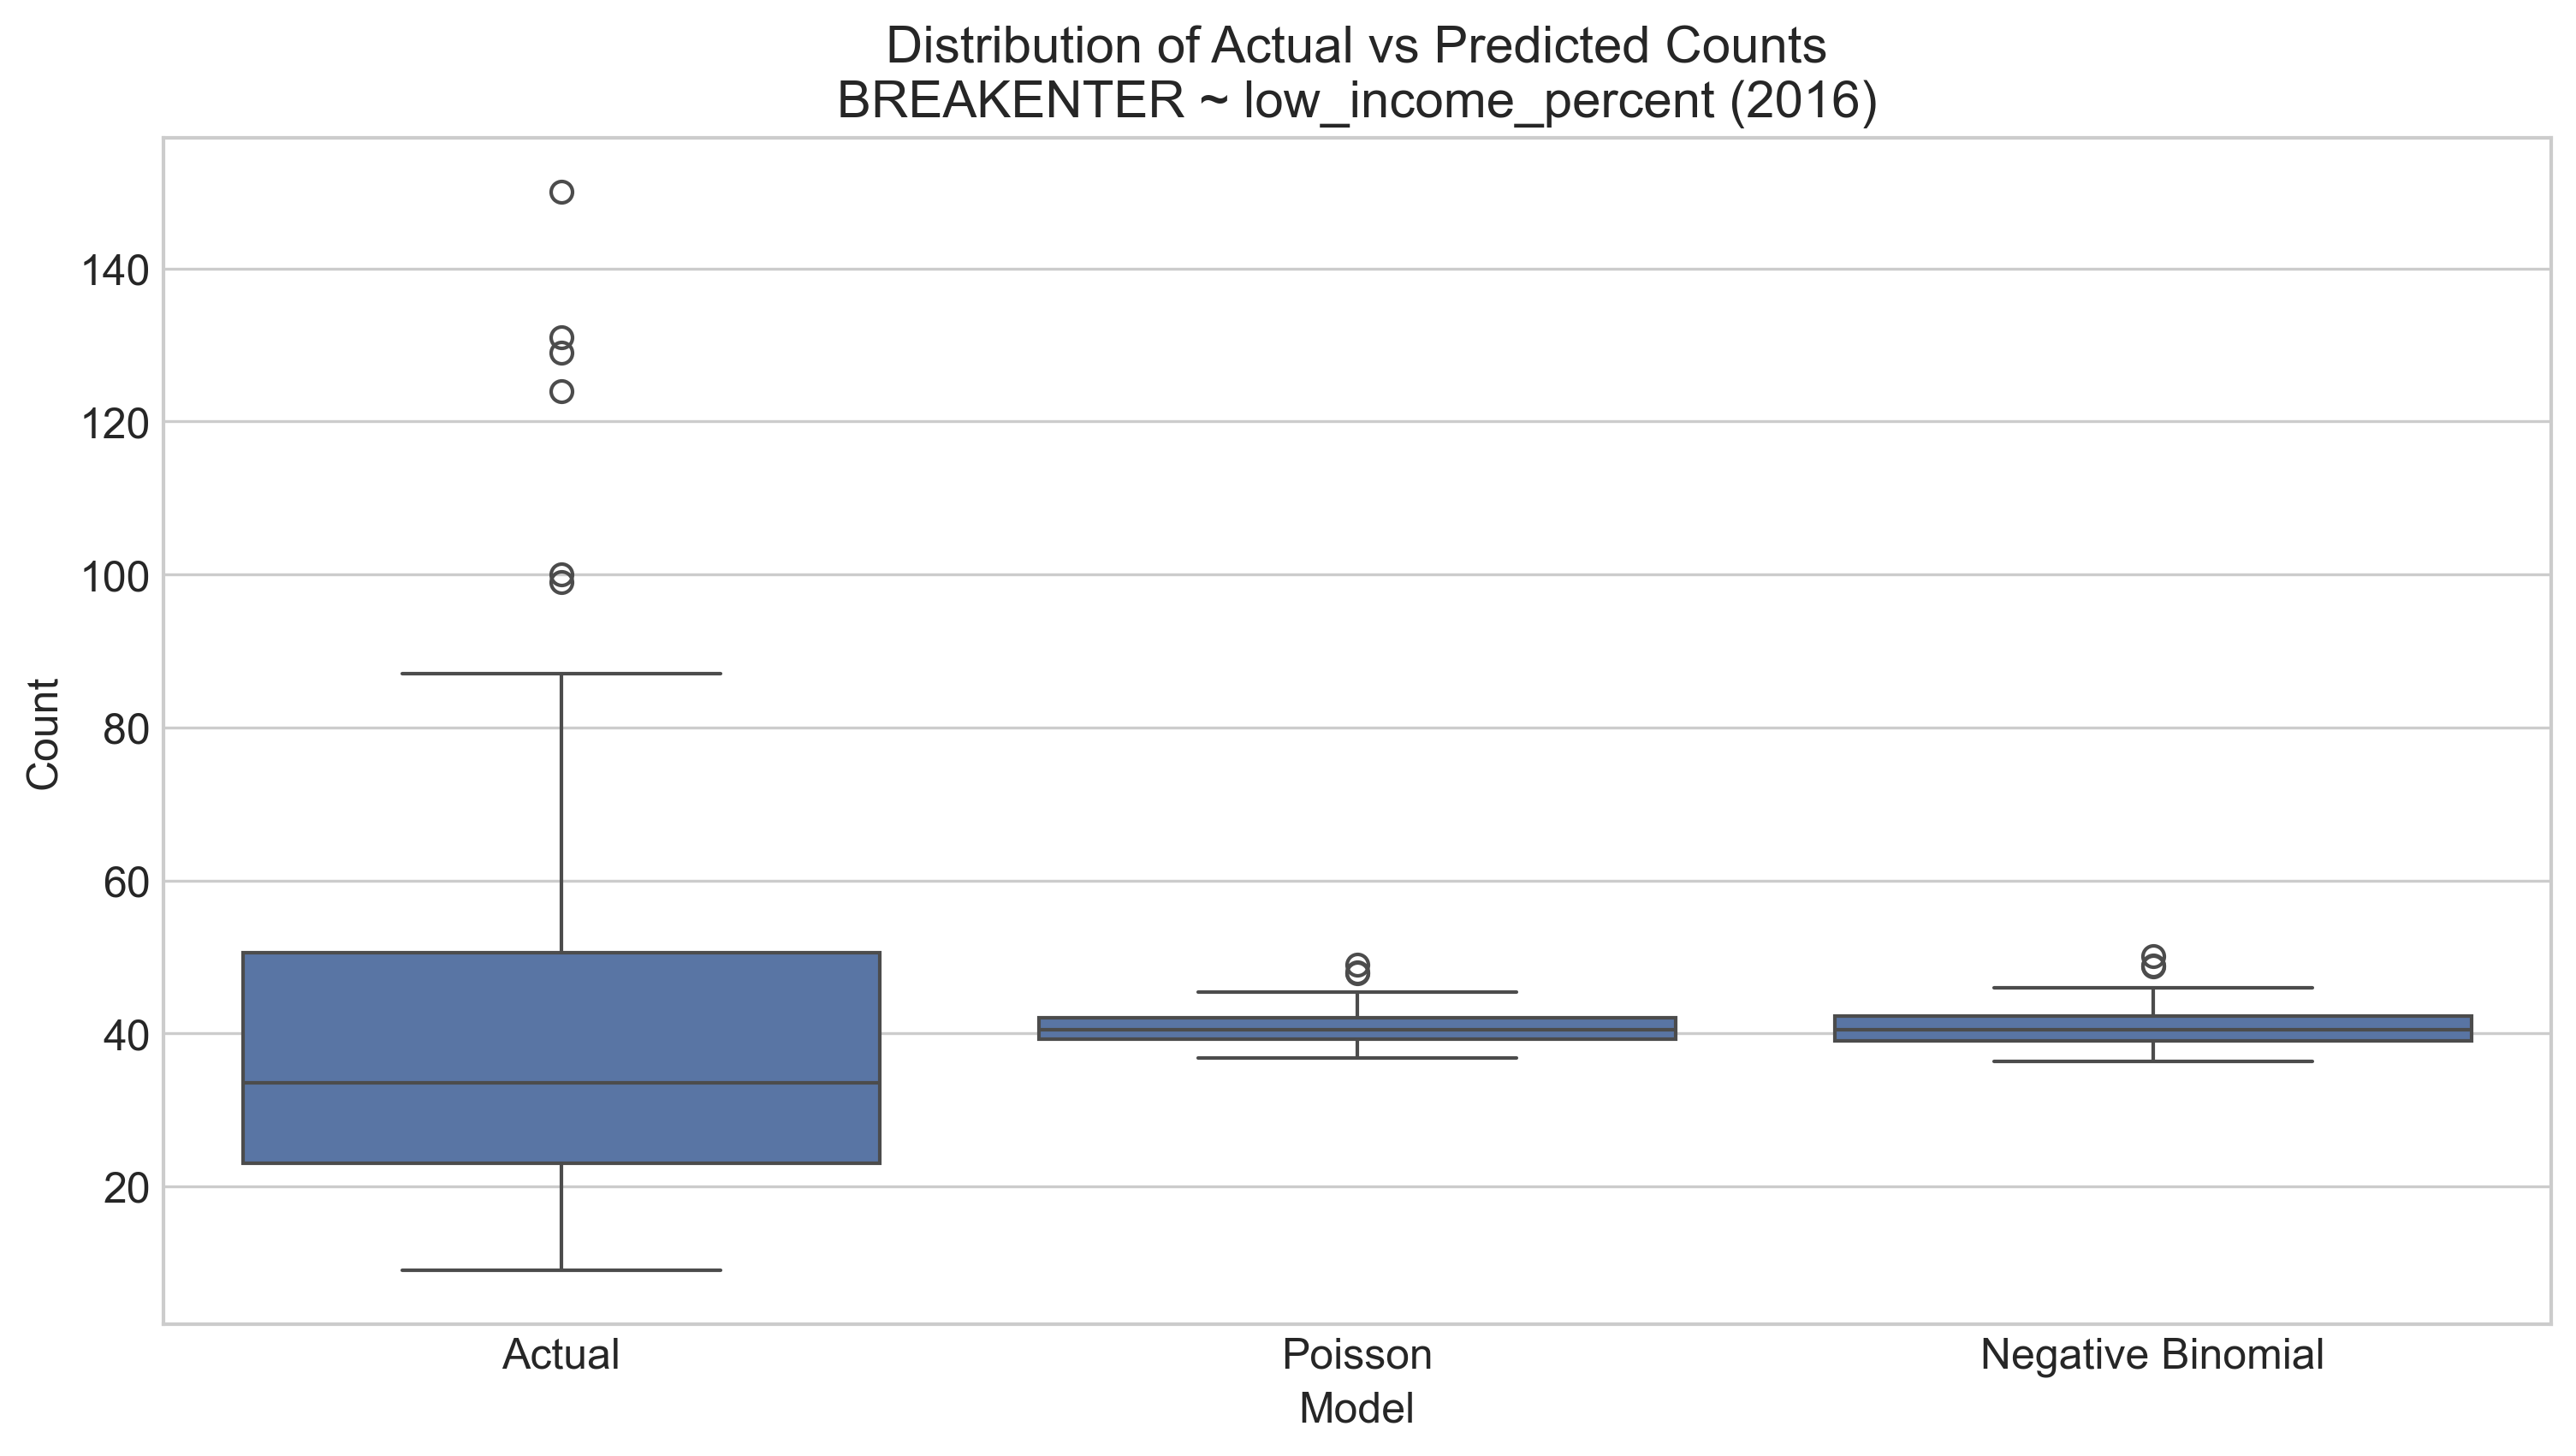 Distribution of Actual vs Predicted Counts
BREAKENTER ~ low_income_percent (2016)
140
120
100
80
60
40
20
Count
Actual
Poisson
Negative Binomial
Model